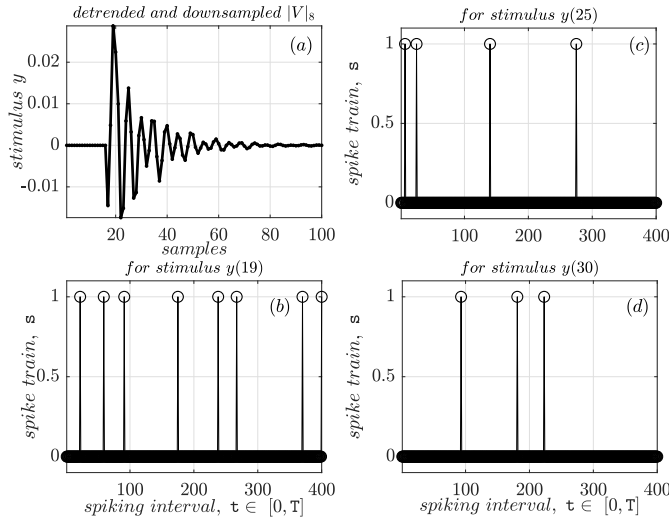 detrended and downsampled |V|₈
(a)
stimulus y
0.02
0.01
0
-0.01
20 40 60 80 100
samples
for stimulus y(25)
(c)
spike train, s
1
0.5
0
100 200 300 400
for stimulus y(19)
(b)
spike train, s
1
0.5
0
100 200 300 400
spiking interval, t ∈ [0, T]
for stimulus y(30)
(d)
spike train, s
1
0.5
0
100 200 300 400
spiking interval, t ∈ [0, T]